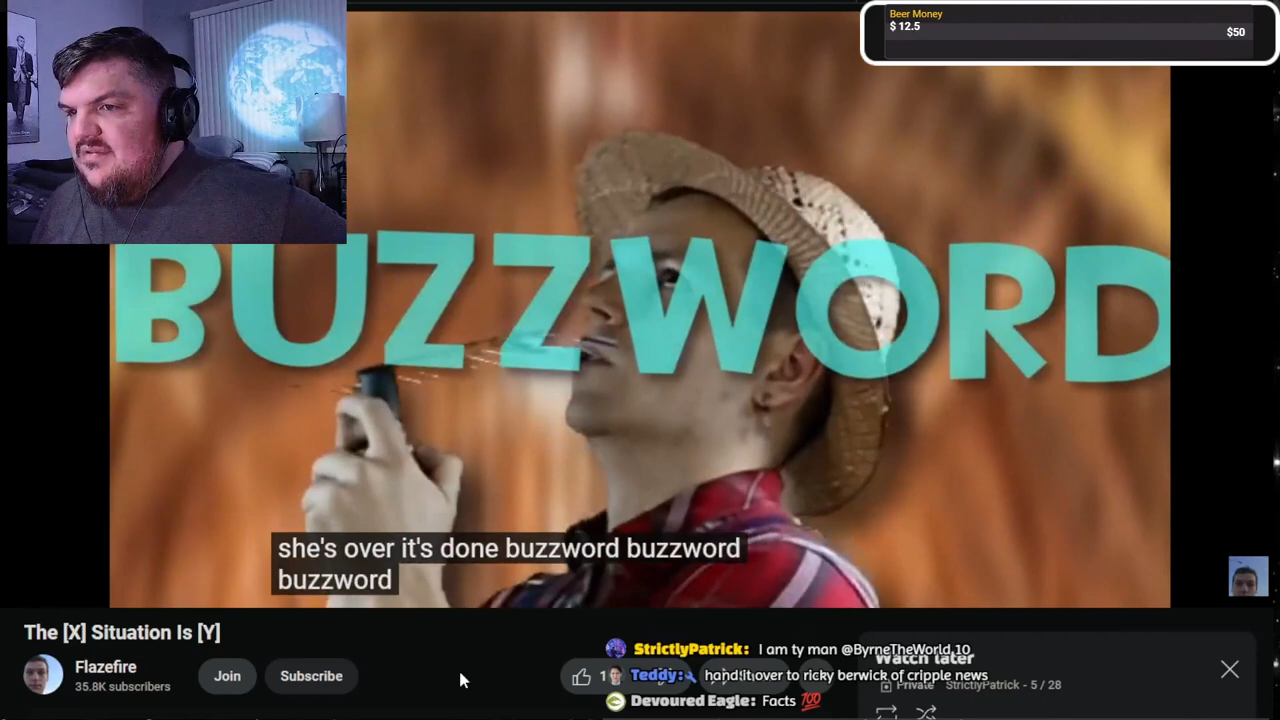 Beer Money
$ 12.5
$50
BUZZWORD
she's over it's done buzzword buzzword
buzzword
The [X] Situation Is [Y]
Flazefire
35.8K subscribers
Join
Subscribe
1
StrictlyPatrick: I am ty man @ByrneTheWorld_10
Watch later
Teddy: hand it over to ricky berwick of cripple news
Private StrictlyPatrick - 5 / 28
Devoured Eagle: Facts 💯